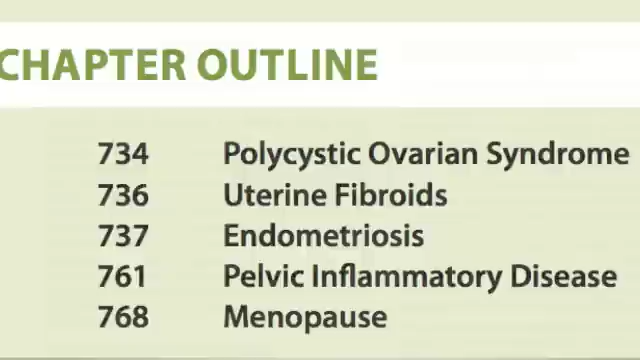 CHAPTER OUTLINE
734 Polycystic Ovarian Syndrome
736 Uterine Fibroids
737 Endometriosis
761 Pelvic Inflammatory Disease
768 Menopause